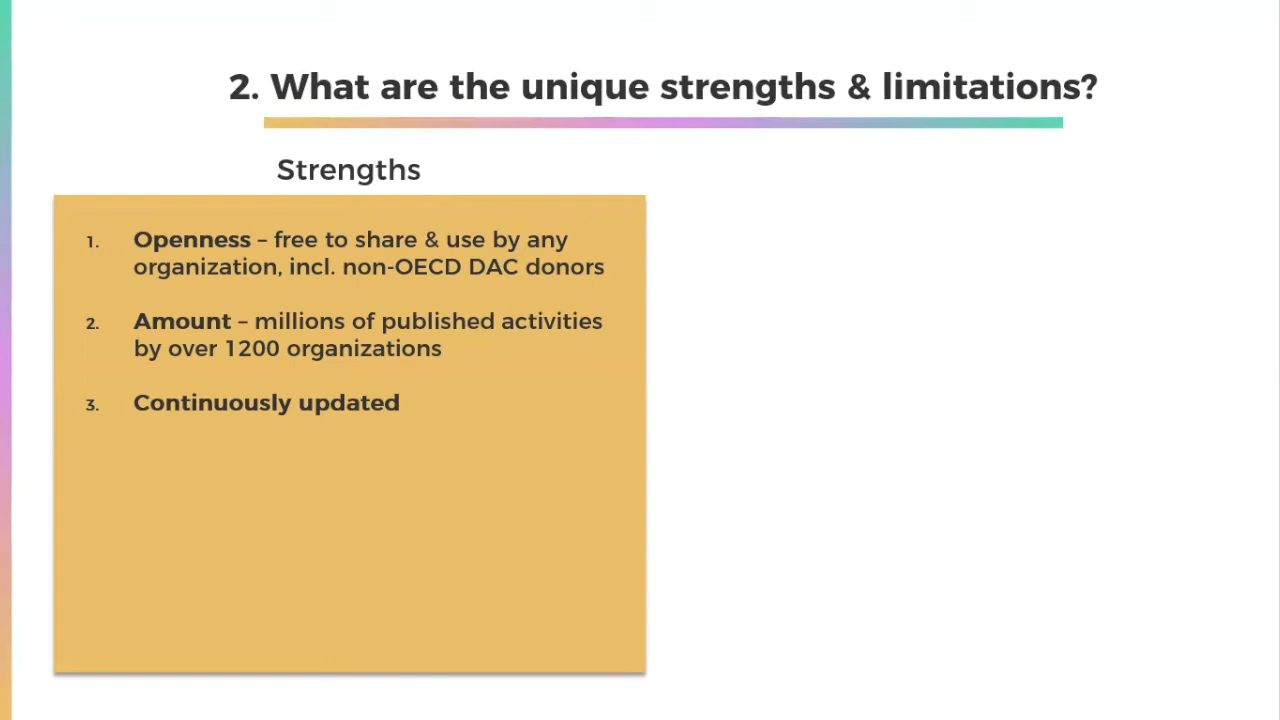 2. What are the unique strengths & limitations?
Strengths
1. Openness – free to share & use by any
organization, incl. non-OECD DAC donors
2. Amount – millions of published activities
by over 1200 organizations
3. Continuously updated